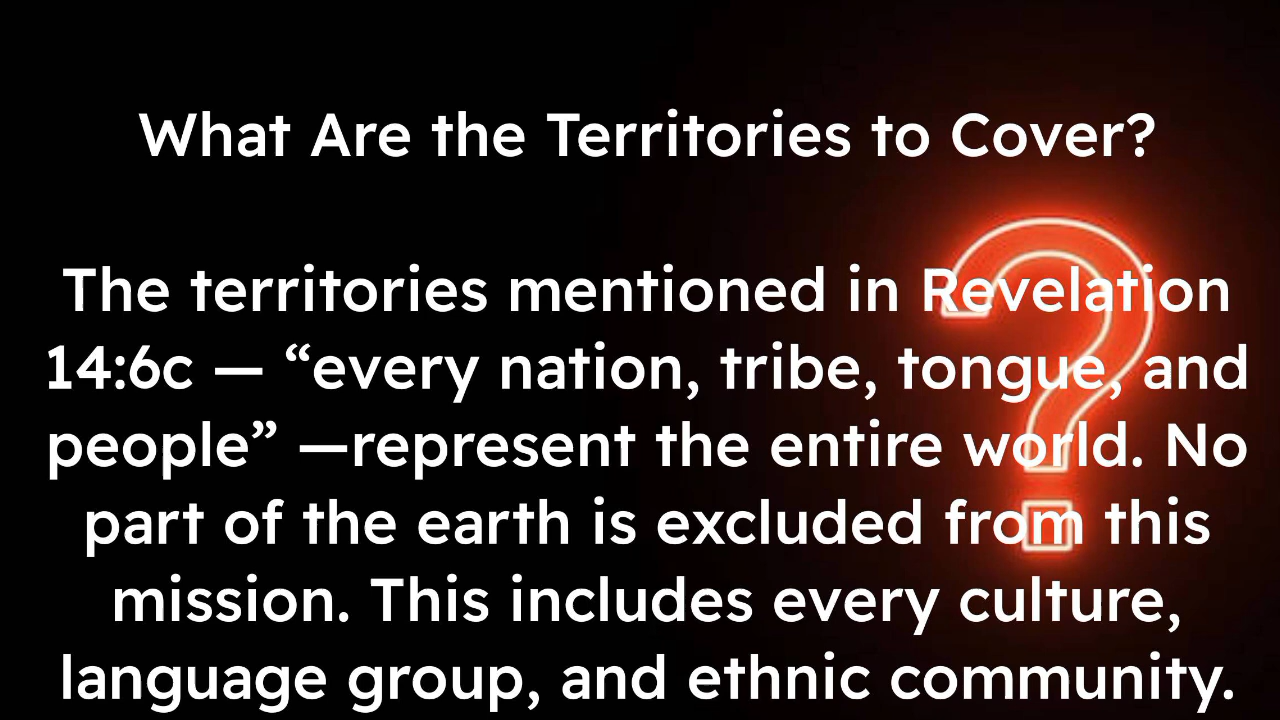 What Are the Territories to Cover?
The territories mentioned in Revelation
14:6c — “every nation, tribe, tongue, and
people” —represent the entire world. No
part of the earth is excluded from this
mission. This includes every culture,
language group, and ethnic community.